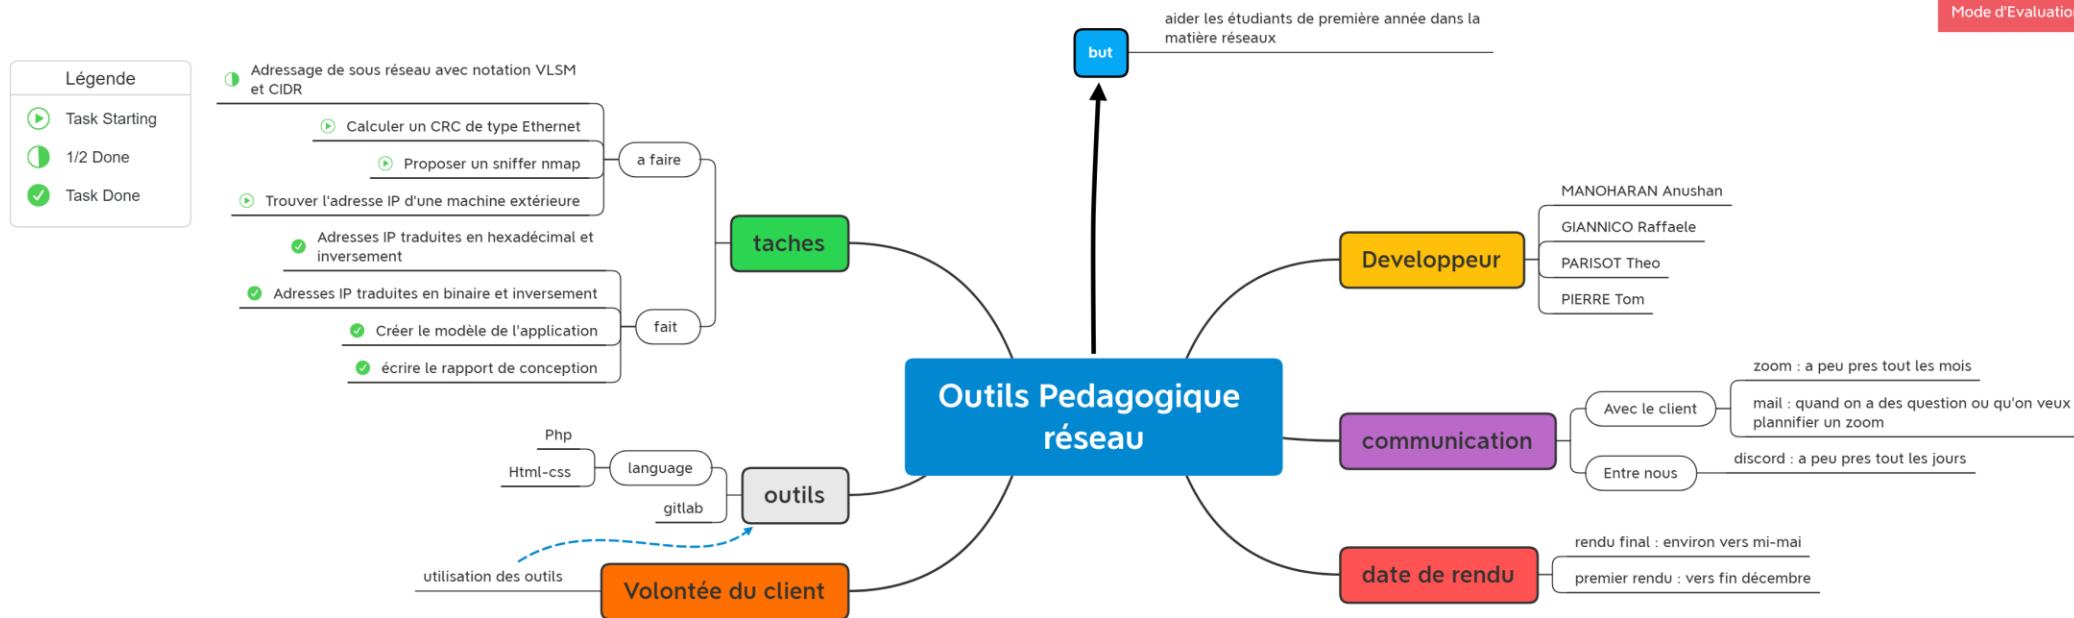 Mode d'Evaluation
aider les étudiants de première année dans la
matière réseaux
but
Légende
Task Starting
1/2 Done
Task Done
Adressage de sous réseau avec notation VLSM
et CIDR
Calculer un CRC de type Ethernet
Proposer un sniffer nmap
Trouver l'adresse IP d'une machine extérieure
a faire
Adresses IP traduites en hexadécimal et
inversement
Adresses IP traduites en binaire et inversement
Créer le modèle de l'application
écrire le rapport de conception
fait
taches
MANOHARAN Anushan
GIANNICO Raffaele
PARISOT Theo
PIERRE Tom
Developpeur
Outils Pedagogique
réseau
zoom : a peu pres tout les mois
mail : quand on a des question ou qu'on veux
plannifier un zoom
Avec le client
discord : a peu pres tout les jours
Entre nous
communication
Php
Html-css
language
gitlab
outils
utilisation des outils
Volontée du client
rendu final : environ vers mi-mai
premier rendu : vers fin décembre
date de rendu